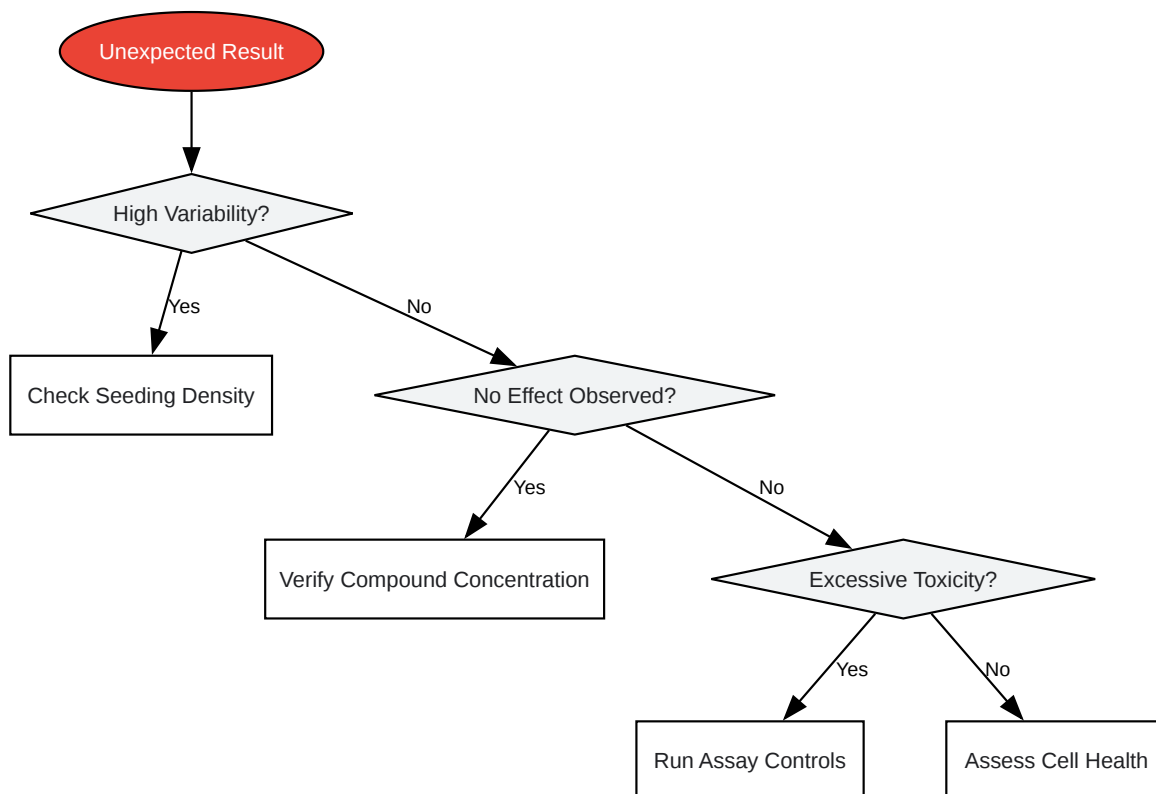 Unexpected Result
High Variability?
Yes
No
Check Seeding Density
No Effect Observed?
Yes
No
Verify Compound Concentration
Excessive Toxicity?
Yes
No
Run Assay Controls
Assess Cell Health